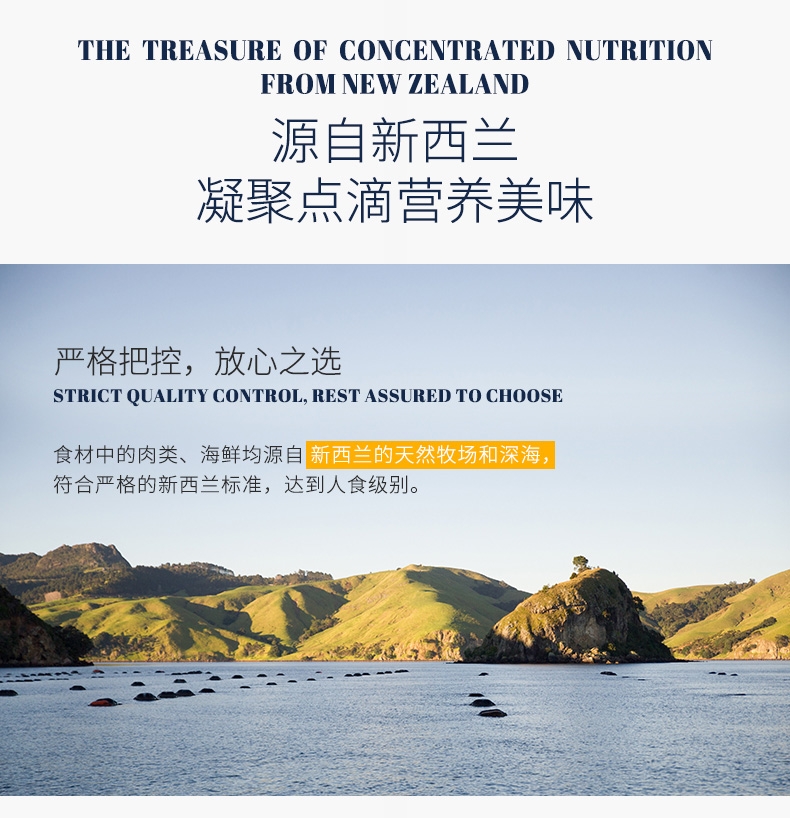 THE TREASURE OF CONCENTRATED NUTRITION
FROM NEW ZEALAND
源自新西兰
凝聚点滴营养美味
严格把控，放心之选
STRICT QUALITY CONTROL, REST ASSURED TO CHOOSE
食材中的肉类、海鲜均源自新西兰的天然牧场和深海，
符合严格的新西兰标准，达到人食级别。